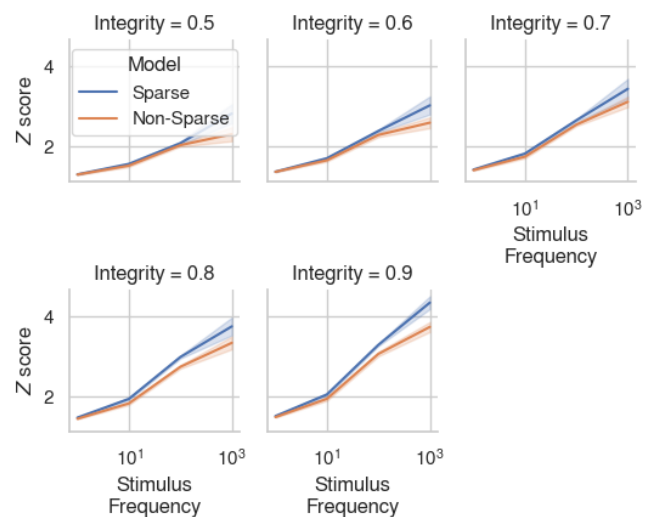 Integrity = 0.5
Integrity = 0.6
Integrity = 0.7
4
2
Z score
Model
Sparse
Non-Sparse
10¹
10³
Stimulus
Frequency
Integrity = 0.8
Integrity = 0.9
4
2
Z score
10¹
10³
10¹
10³
Stimulus
Frequency
Stimulus
Frequency